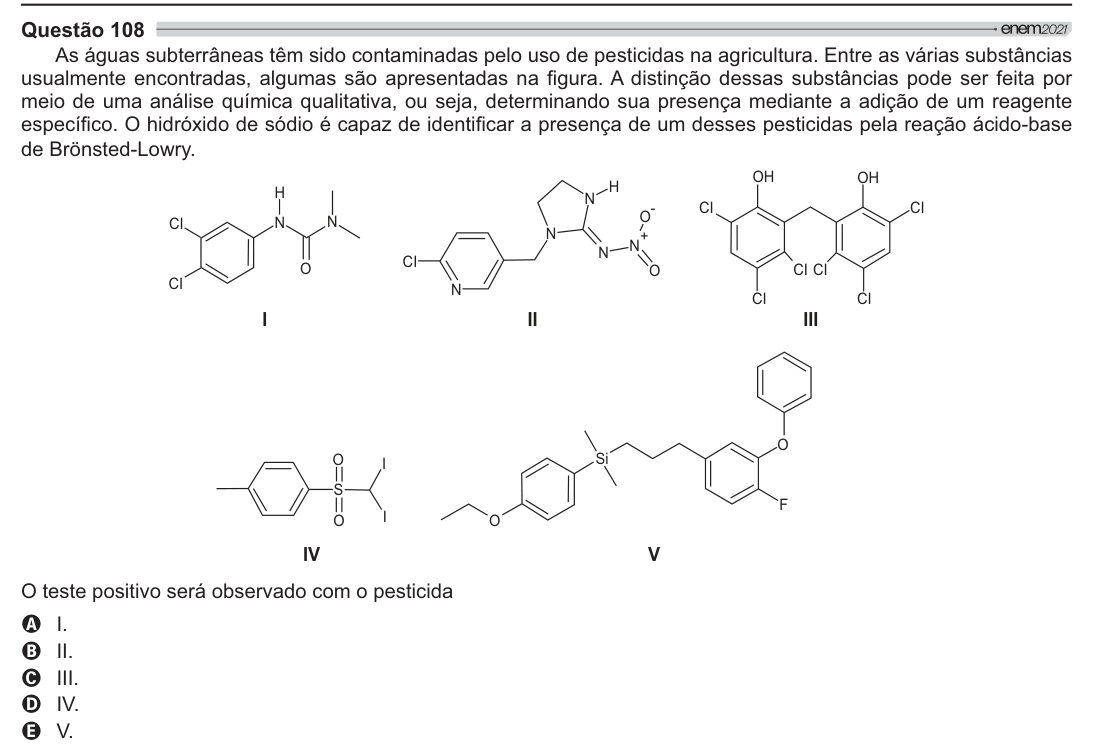 Questão 108 enem2021
As águas subterrâneas têm sido contaminadas pelo uso de pesticidas na agricultura. Entre as várias substâncias
usualmente encontradas, algumas são apresentadas na figura. A distinção dessas substâncias pode ser feita por
meio de uma análise química qualitativa, ou seja, determinando sua presença mediante a adição de um reagente
específico. O hidróxido de sódio é capaz de identificar a presença de um desses pesticidas pela reação ácido-base
de Brönsted-Lowry.
H
Cl
N
N
Cl
O
I
N
H
N
N
N
+
O-
O
Cl
N
II
OH
OH
Cl
Cl
Cl
Cl
Cl
Cl
III
O
S
O
I
I
IV
Si
O
O
F
V
O teste positivo será observado com o pesticida
A I.
B II.
C III.
D IV.
E V.